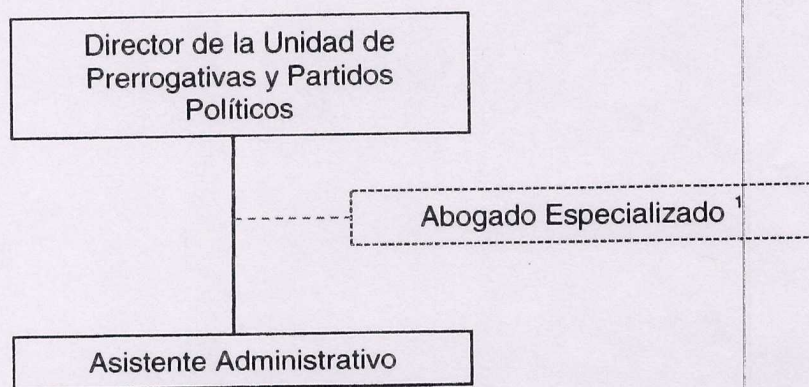 Director de la Unidad de
Prerrogativas y Partidos
Políticos
Abogado Especializado ¹
Asistente Administrativo